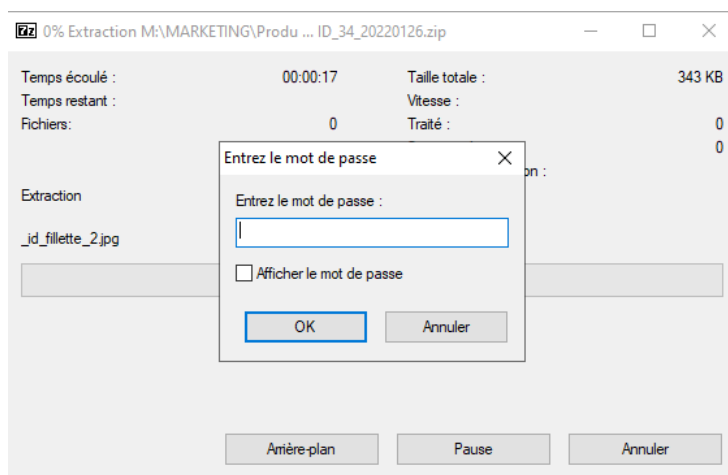 7z 0% Extraction M:\MARKETING\Produ ... ID_34_20220126.zip
Temps écoulé : 00:00:17 Taille totale : 343 KB
Temps restant : Vitesse :
Fichiers: 0 Traité : 0
0
on :
Extraction
_id_fillette_2.jpg
Entrez le mot de passe
Entrez le mot de passe :
Afficher le mot de passe
OK Annuler
Arrière-plan Pause Annuler